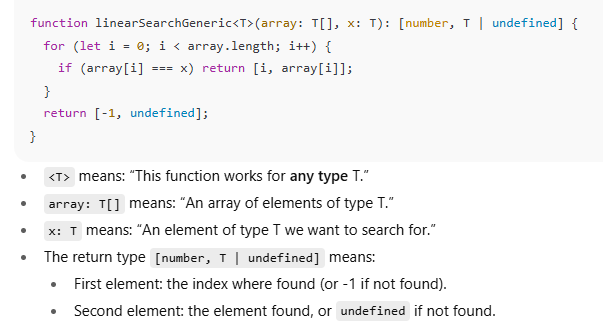 function linearSearchGeneric<T>(array: T[], x: T): [number, T | undefined] {
  for (let i = 0; i < array.length; i++) {
    if (array[i] === x) return [i, array[i]];
  }
  return [-1, undefined];
}
• <T> means: “This function works for any type T.”
• array: T[] means: “An array of elements of type T.”
• x: T means: “An element of type T we want to search for.”
• The return type [number, T | undefined] means:
• First element: the index where found (or -1 if not found).
• Second element: the element found, or undefined if not found.